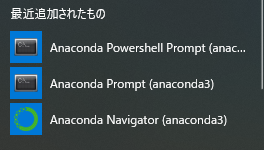 最近追加されたもの
Anaconda Powershell Prompt (anac...
Anaconda Prompt (anaconda3)
Anaconda Navigator (anaconda3)